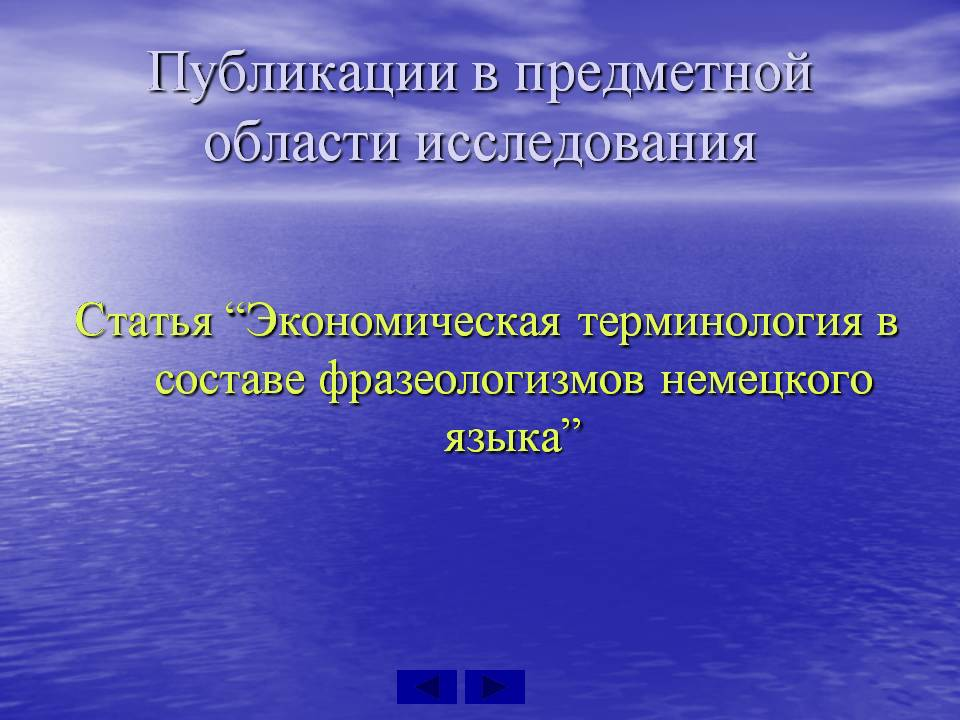 Публикации в предметной
области исследования
Статья “Экономическая терминология в
составе фразеологизмов немецкого
языка”